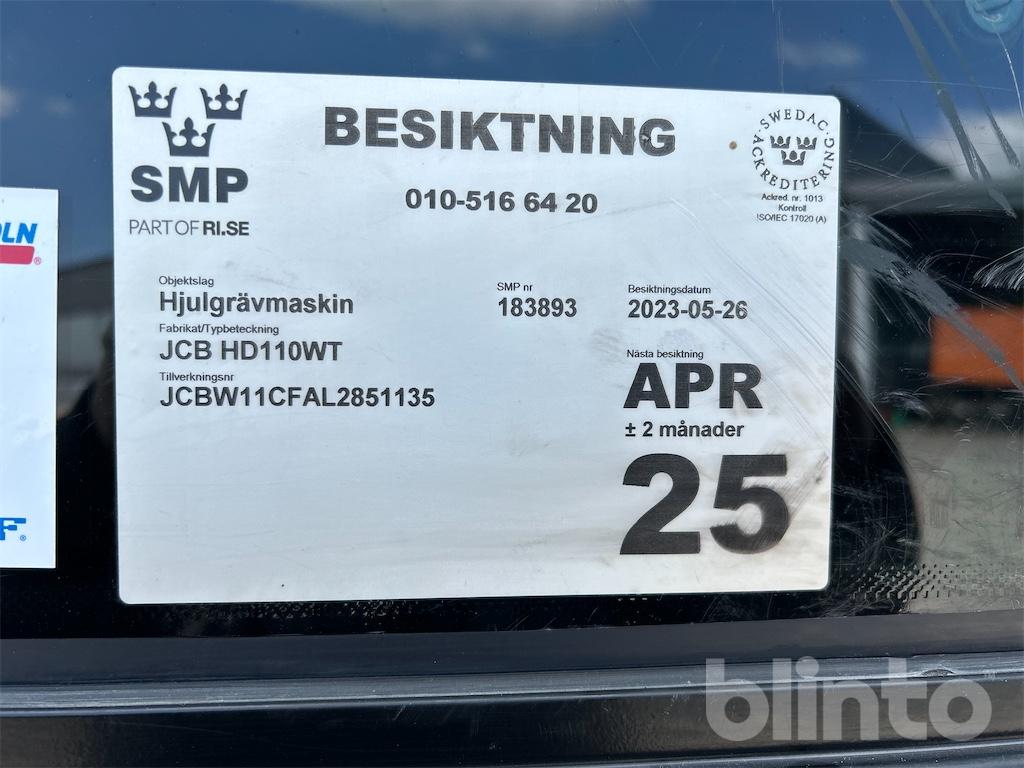 SMP
PART OF RI.SE
BESIKTNING
010-516 64 20
SWEDAC
ACKREDITERING
Ackred. nr. 1013
Kontroll
ISO/IEC 17020 (A)
Objektslag
Hjulgrävmaskin
SMP nr
183893
Besiktningsdatum
2023-05-26
Fabrikat/Typbeteckning
JCB HD110WT
Tillverkningsnr
JCBW11CFAL2851135
Nästa besiktning
APR
± 2 månader
25
OLN
F
blinto